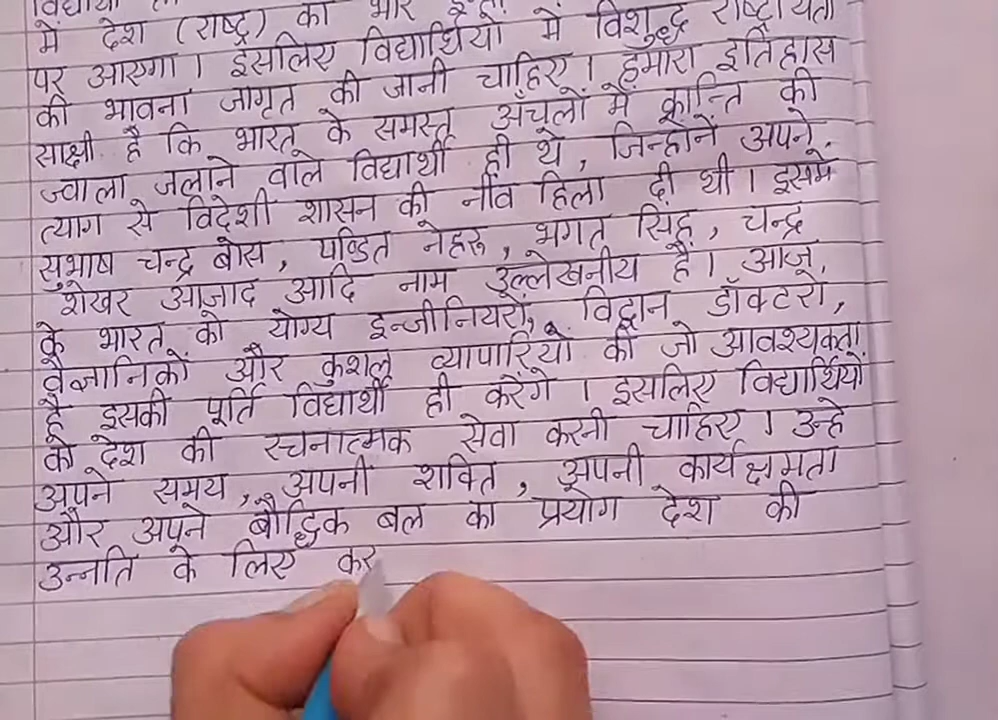 में देश (राष्ट्र) का भार
पर आएगा । इसलिए विद्यार्थियों में विशुद्ध राष्ट्रीयता
की भावना जागृत की जानी चाहिए । हमारा इतिहास
साक्षी है कि भारत के समस्त अँचलों में क्रान्ति की
ज्वाला जलाने वाले विद्यार्थी ही थे , जिन्होनें अपने
त्याग से विदेशी शासन की नींव हिला दी थी । इसमें
सुभाष चन्द्र बोस , पण्डित नेहरू , भगत सिंह , चन्द्र
शेखर आज़ाद आदि नाम उल्लेखनीय हैं। आज
के भारत को योग्य इन्जीनियरों, विद्वान डॉक्टरों ,
वैज्ञानिकों और कुशल व्यापारियों की जो आवश्यकता
है इसकी पूर्ति विद्यार्थी ही करेंगे । इसलिए विद्यार्थियों
को देश की रचनात्मक सेवा करनी चाहिए । उन्हे
अपने समय , अपनी शक्ति , अपनी कार्यक्षमता
और अपने बौद्धिक बल का प्रयोग देश की
उन्नति के लिए कर